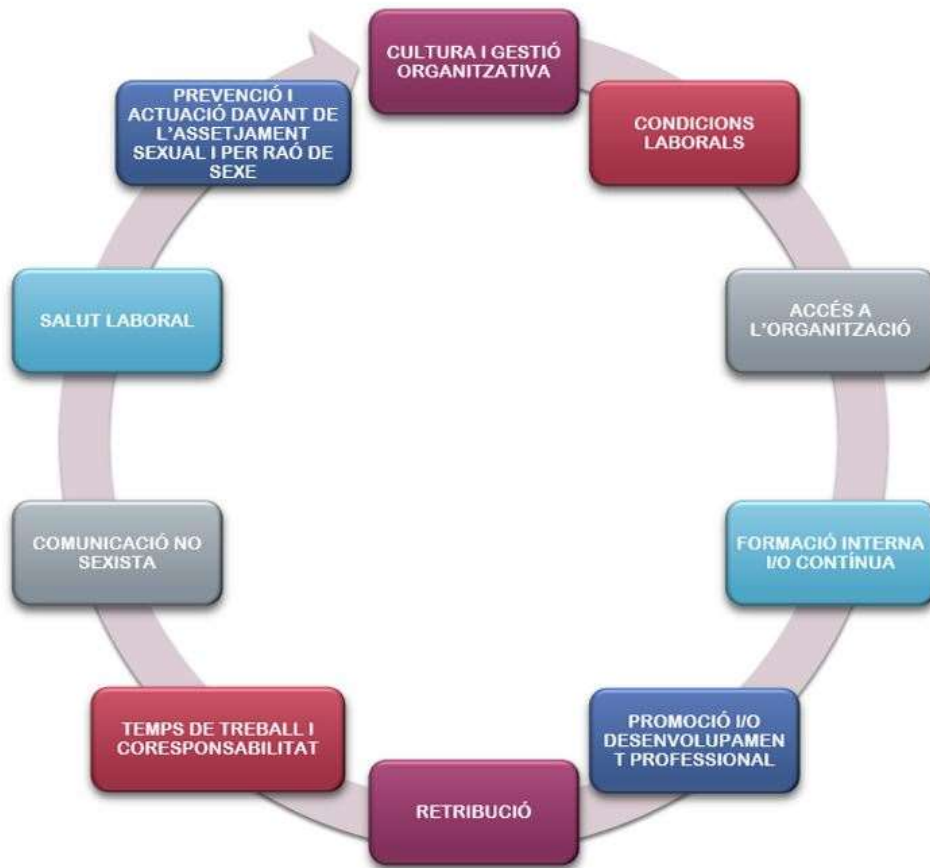 CULTURA I GESTIÓ
ORGANITZATIVA
CONDICIONS
LABORALS
ACCÉS A
L'ORGANITZACIÓ
FORMACIÓ INTERNA
I/O CONTÍNUA
PROMOCIÓ I/O
DESENVOLUPAMEN
T PROFESSIONAL
RETRIBUCIÓ
TEMPS DE TREBALL I
CORESPONSABILITAT
COMUNICACIÓ NO
SEXISTA
SALUT LABORAL
PREVENCIÓ I
ACTUACIÓ DAVANT DE
L'ASSETJAMENT
SEXUAL I PER RAÓ DE
SEXE